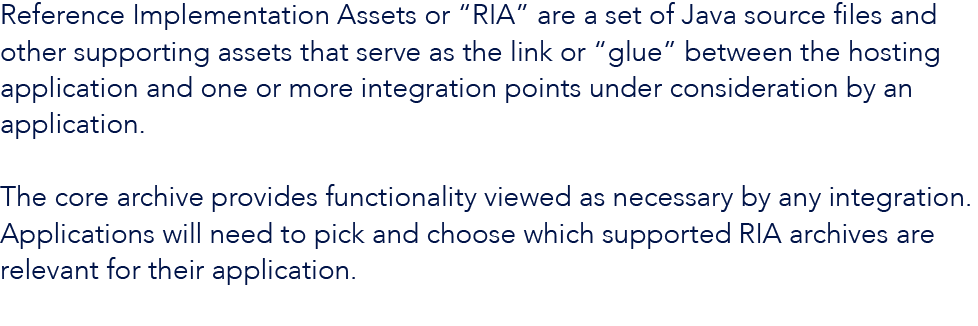 Reference Implementation Assets or “RIA” are a set of Java source files and
other supporting assets that serve as the link or “glue” between the hosting
application and one or more integration points under consideration by an
application.
The core archive provides functionality viewed as necessary by any integration.
Applications will need to pick and choose which supported RIA archives are
relevant for their application.